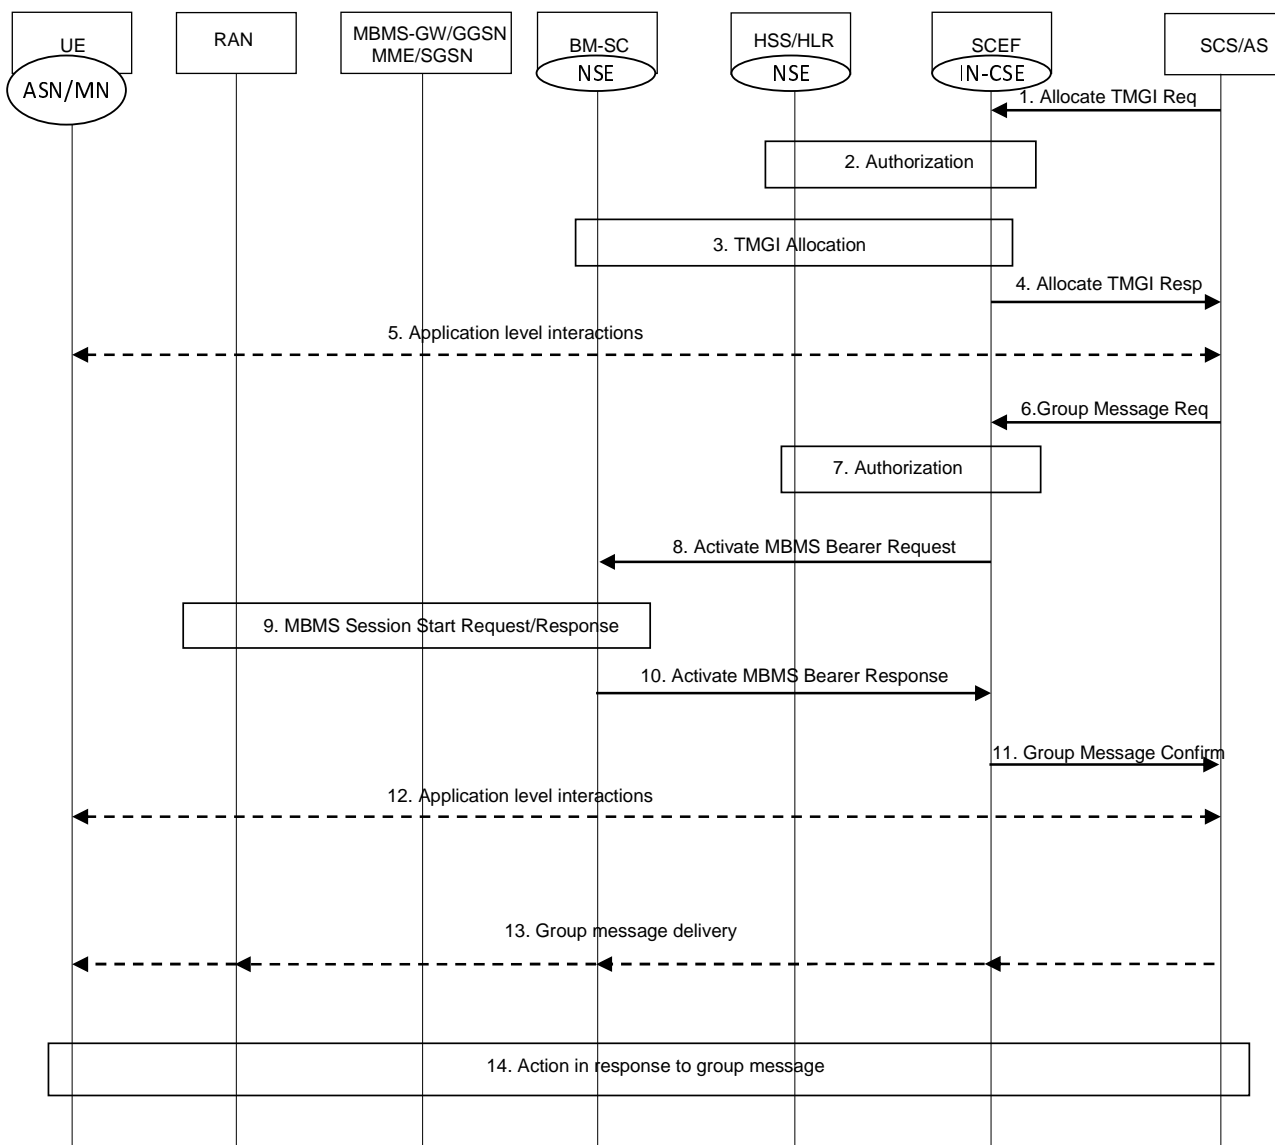 UE
RAN
MBMS-GW/GGSN
MME/SGSN
BM-SC
HSS/HLR
SCEF
SCS/AS
ASN/MN
NSE
NSE
IN-CSE
1. Allocate TMGI Req
2. Authorization
3. TMGI Allocation
4. Allocate TMGI Resp
5. Application level interactions
6.Group Message Req
7. Authorization
8. Activate MBMS Bearer Request
9. MBMS Session Start Request/Response
10. Activate MBMS Bearer Response
11. Group Message Confirm
12. Application level interactions
13. Group message delivery
14. Action in response to group message